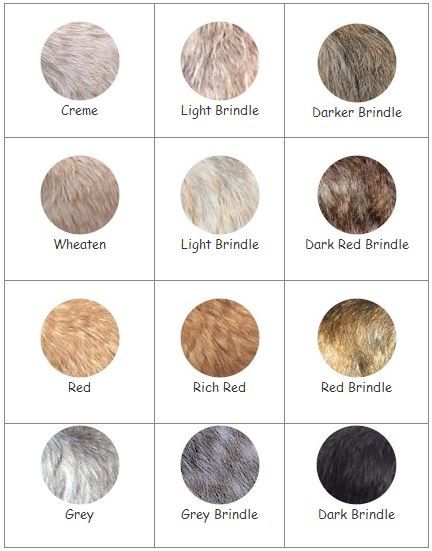 Creme
Light Brindle
Darker Brindle
Wheaten
Light Brindle
Dark Red Brindle
Red
Rich Red
Red Brindle
Grey
Grey Brindle
Dark Brindle